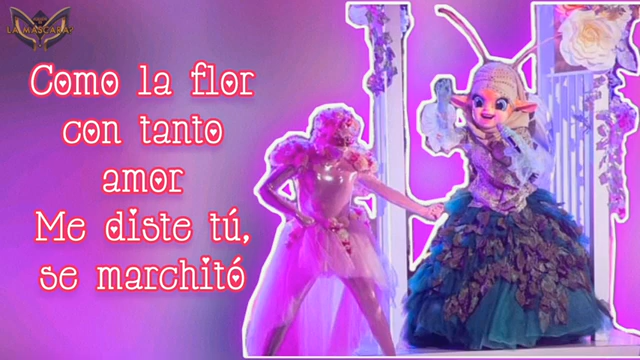 LA MÁSCARA
Como la flor
con tanto
amor
Me diste tú,
se marchitó